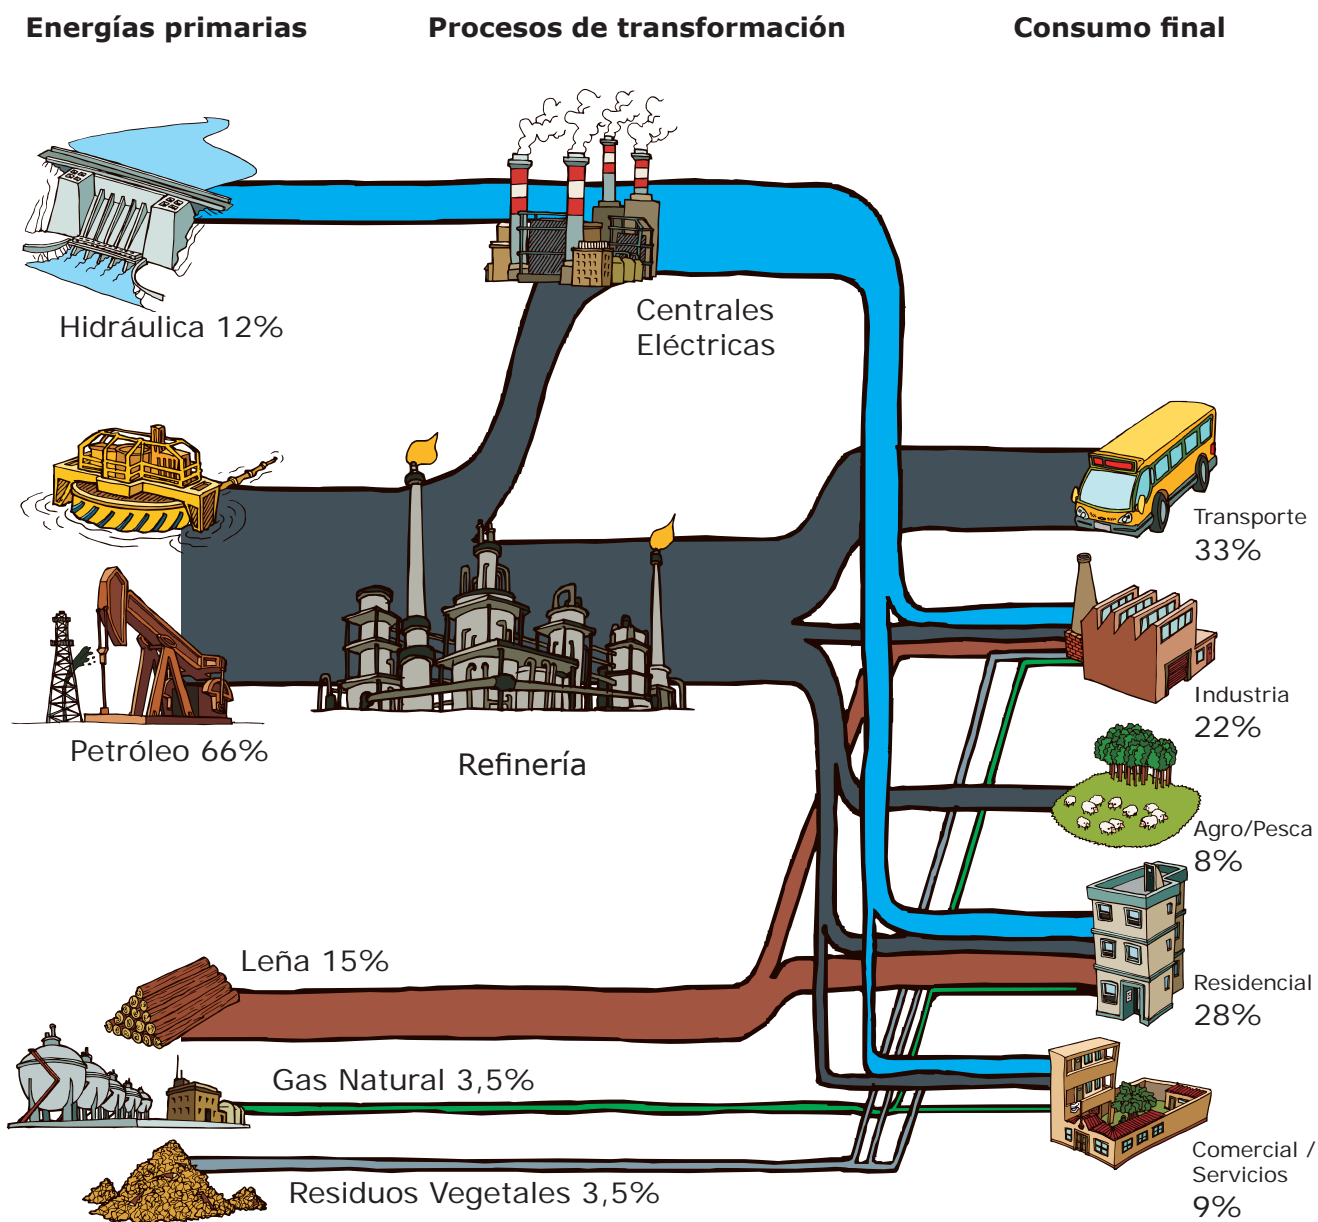 Energías primarias
Procesos de transformación
Consumo final
Hidráulica 12%
Centrales
Eléctricas
Transporte
33%
Industria
22%
Petróleo 66%
Refinería
Agro/Pesca
8%
Leña 15%
Residencial
28%
Gas Natural 3,5%
Comercial /
Servicios
9%
Residuos Vegetales 3,5%